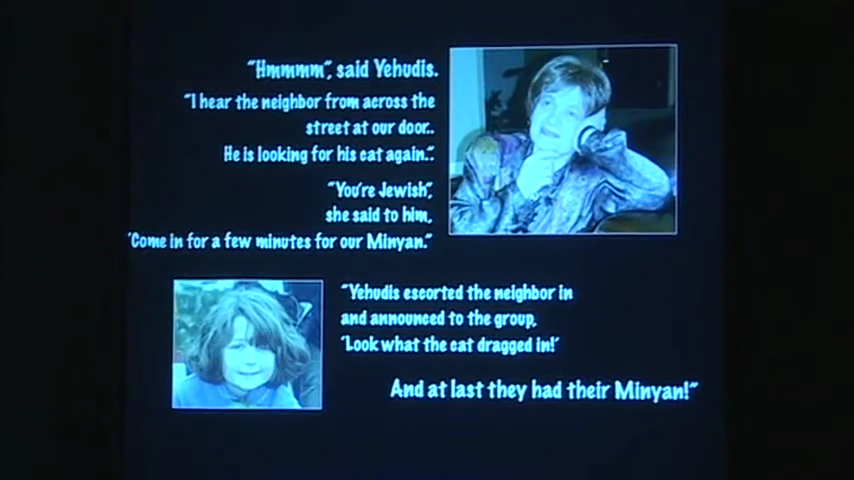 "Hmmmm", said Yehudis.
"I hear the neighbor from across the
street at our door..
He is looking for his cat again.".
"You're Jewish",
she said to him,
'Come in for a few minutes for our Minyan."
"Yehudis escorted the neighbor in
and announced to the group,
'Look what the cat dragged in!'
And at last they had their Minyan!"